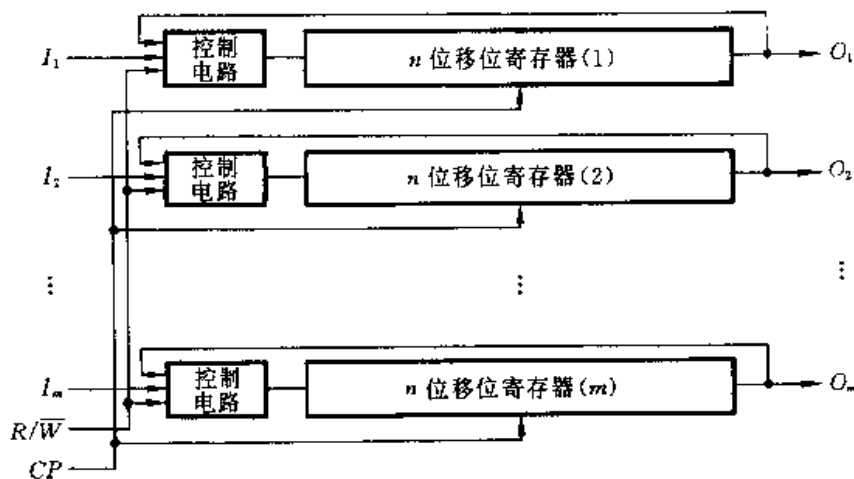 I₁ 控制电路 n 位移位寄存器(1) O₁
I₂ 控制电路 n 位移位寄存器(2) O₂
⋮ ⋮ ⋮
Iₘ 控制电路 n 位移位寄存器(m) Oₘ
R/W̅
CP